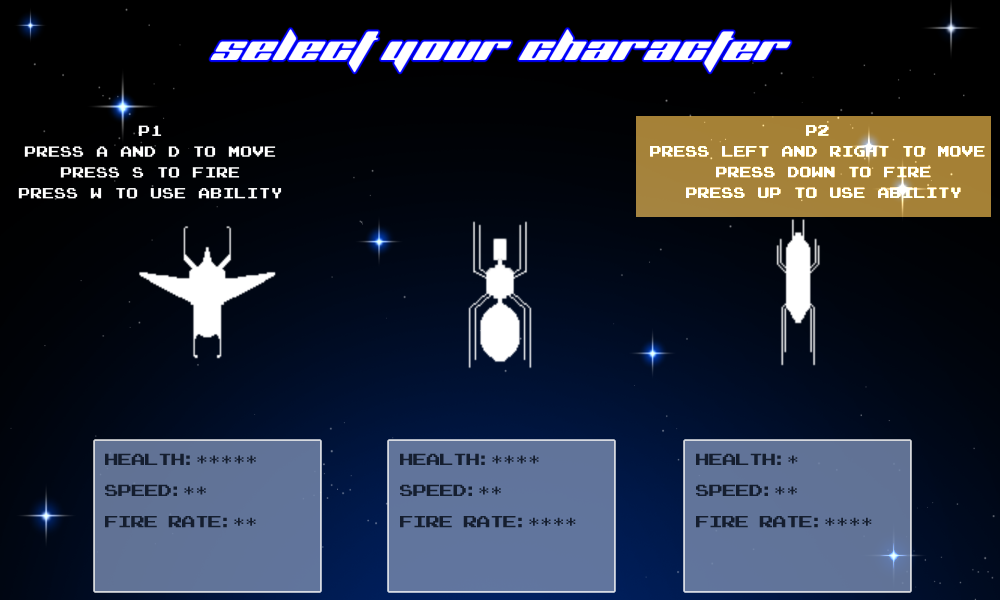 select your character
P1
PRESS A AND D TO MOVE
PRESS S TO FIRE
PRESS W TO USE ABILITY
P2
PRESS LEFT AND RIGHT TO MOVE
PRESS DOWN TO FIRE
PRESS UP TO USE ABILITY
HEALTH:*****
SPEED:**
FIRE RATE:**
HEALTH:****
SPEED:**
FIRE RATE:****
HEALTH:*
SPEED:**
FIRE RATE:****